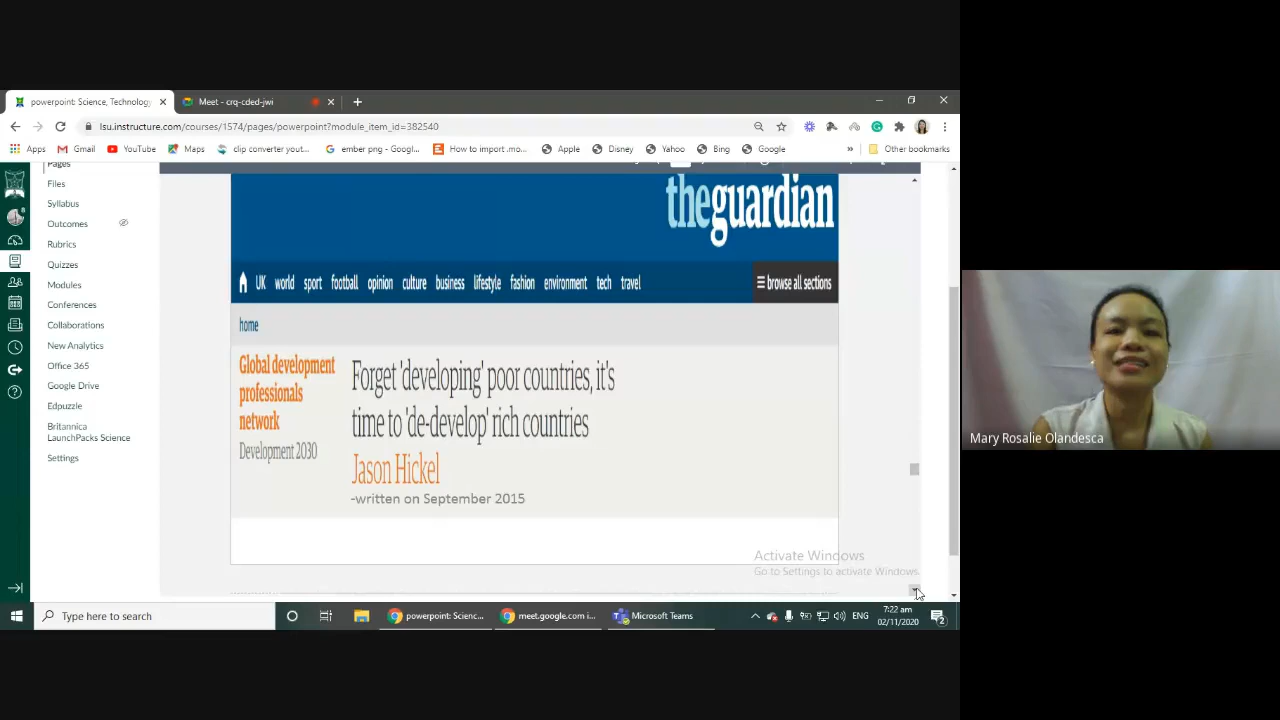 powerpoint: Science, Technology
Meet - crq-cded-jwi
lsu.instructure.com/courses/1574/pages/powerpoint?module_item_id=382540
Apps
Gmail
YouTube
Maps
clip converter yout...
ember png - Googl...
How to import .mo...
Apple
Disney
Yahoo
Bing
Google
»
Other bookmarks
Pages
Files
Syllabus
Outcomes
Rubrics
Quizzes
Modules
Conferences
Collaborations
New Analytics
Office 365
Google Drive
Edpuzzle
Britannica
LaunchPacks Science
Settings
theguardian
UK world sport football opinion culture business lifestyle fashion environment tech travel
browse all sections
home
Global development
professionals
network
Development 2030
Forget 'developing' poor countries, it's
time to 'de-develop' rich countries
Jason Hickel
-written on September 2015
Activate Windows
Go to Settings to activate Windows.
Mary Rosalie Olandesca
Type here to search
powerpoint: Scienc...
meet.google.com i...
Microsoft Teams
ENG
7:22 am
02/11/2020
2